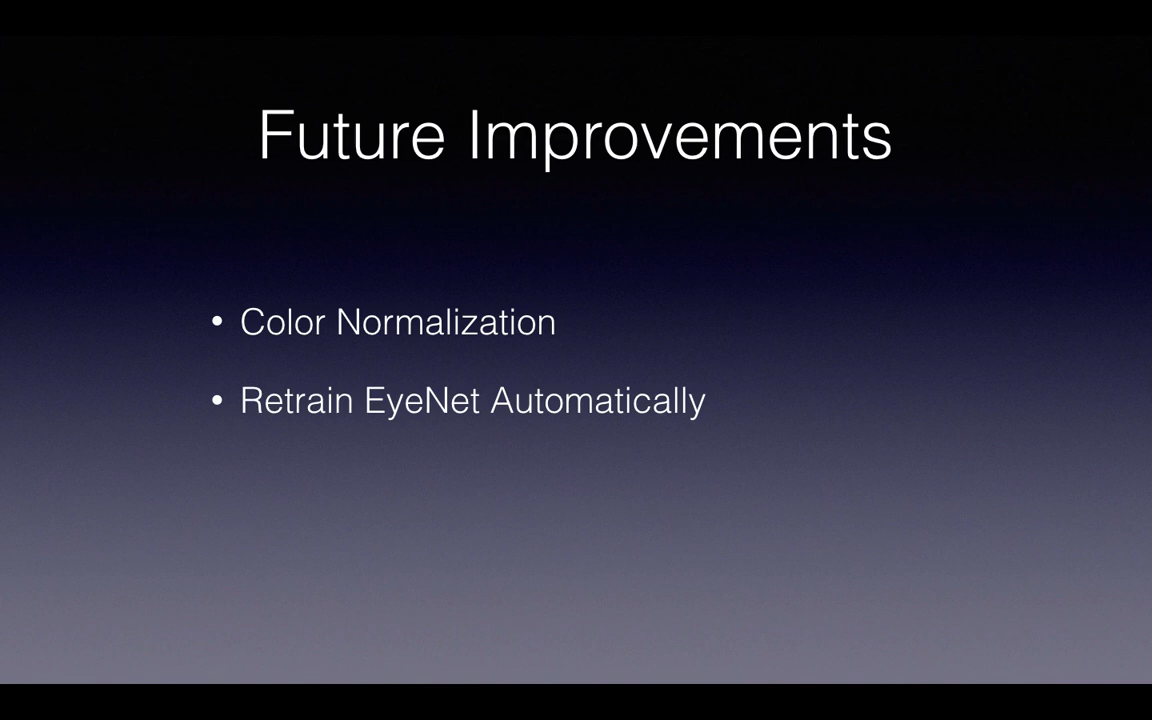 Future Improvements
• Color Normalization
• Retrain EyeNet Automatically